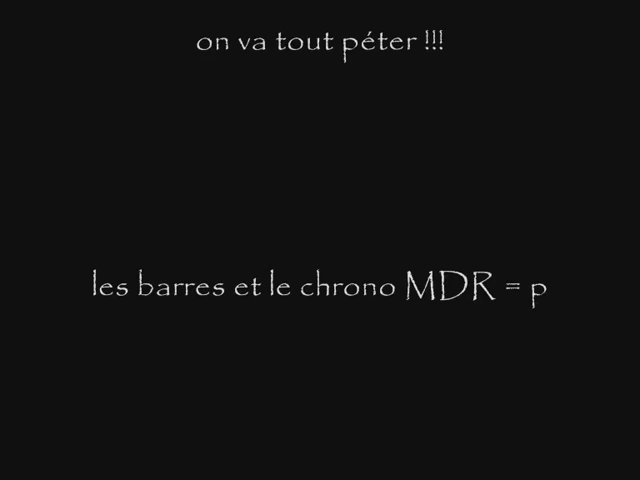 on va tout péter !!!
les barres et le chrono MDR = p